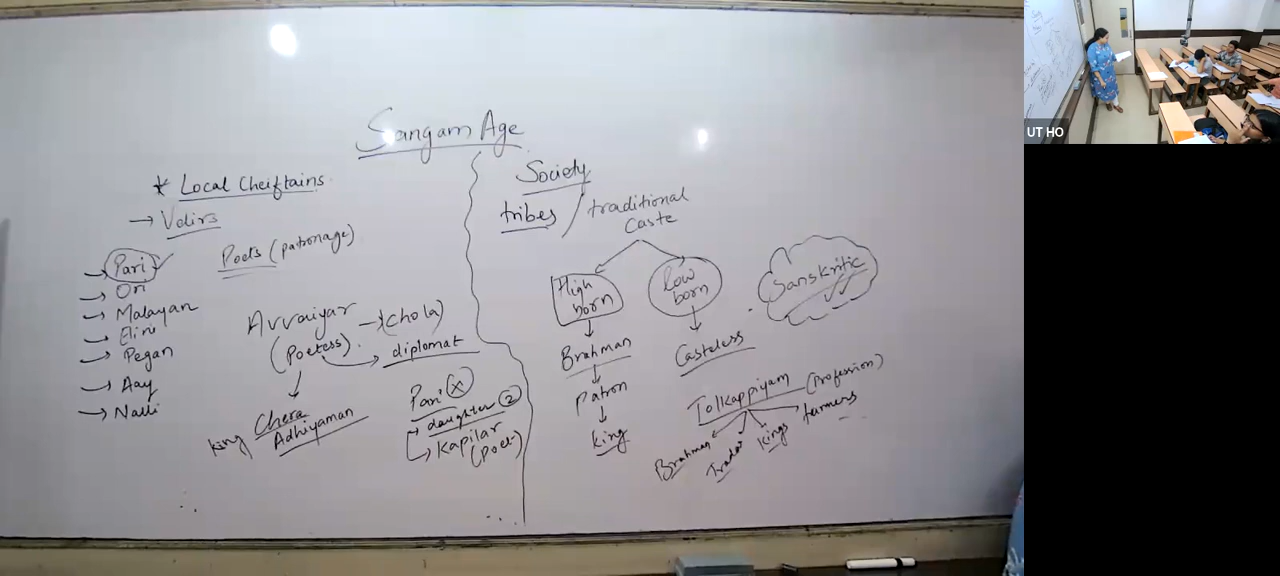 Sangam Age
* Local Cheiftains
→ Velirs
Pari
Ori
Malayan
Elini
Pegan
Aay
Nalli
Poets (patronage)
Avvaiyar
(Poetess)
(Chola)
diplomat
king Chera
Adhiyaman
Pari (x)
daughter 2
Kapilar
(Poet)
Society
tribes / traditional
Caste
High
born
Brahman
Patron
king
Low
born
Casteless
Sanskritic
Tolkappiyam (Profession)
Brahman
Trader
kings
farmers
UT HO